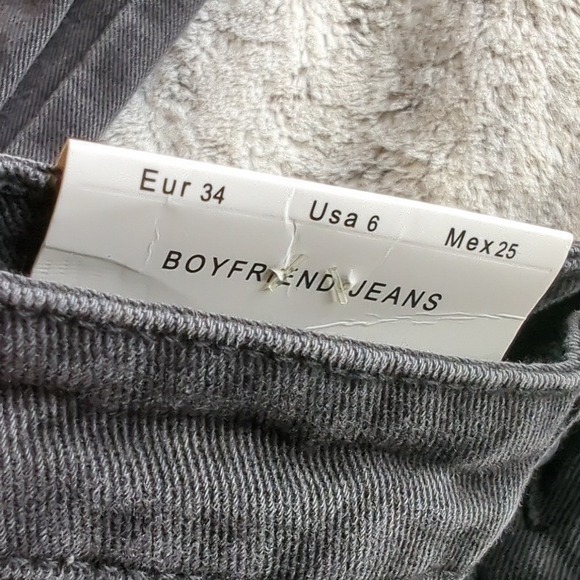 Eur 34 Usa 6 Mex 25
BOYFRIEND JEANS